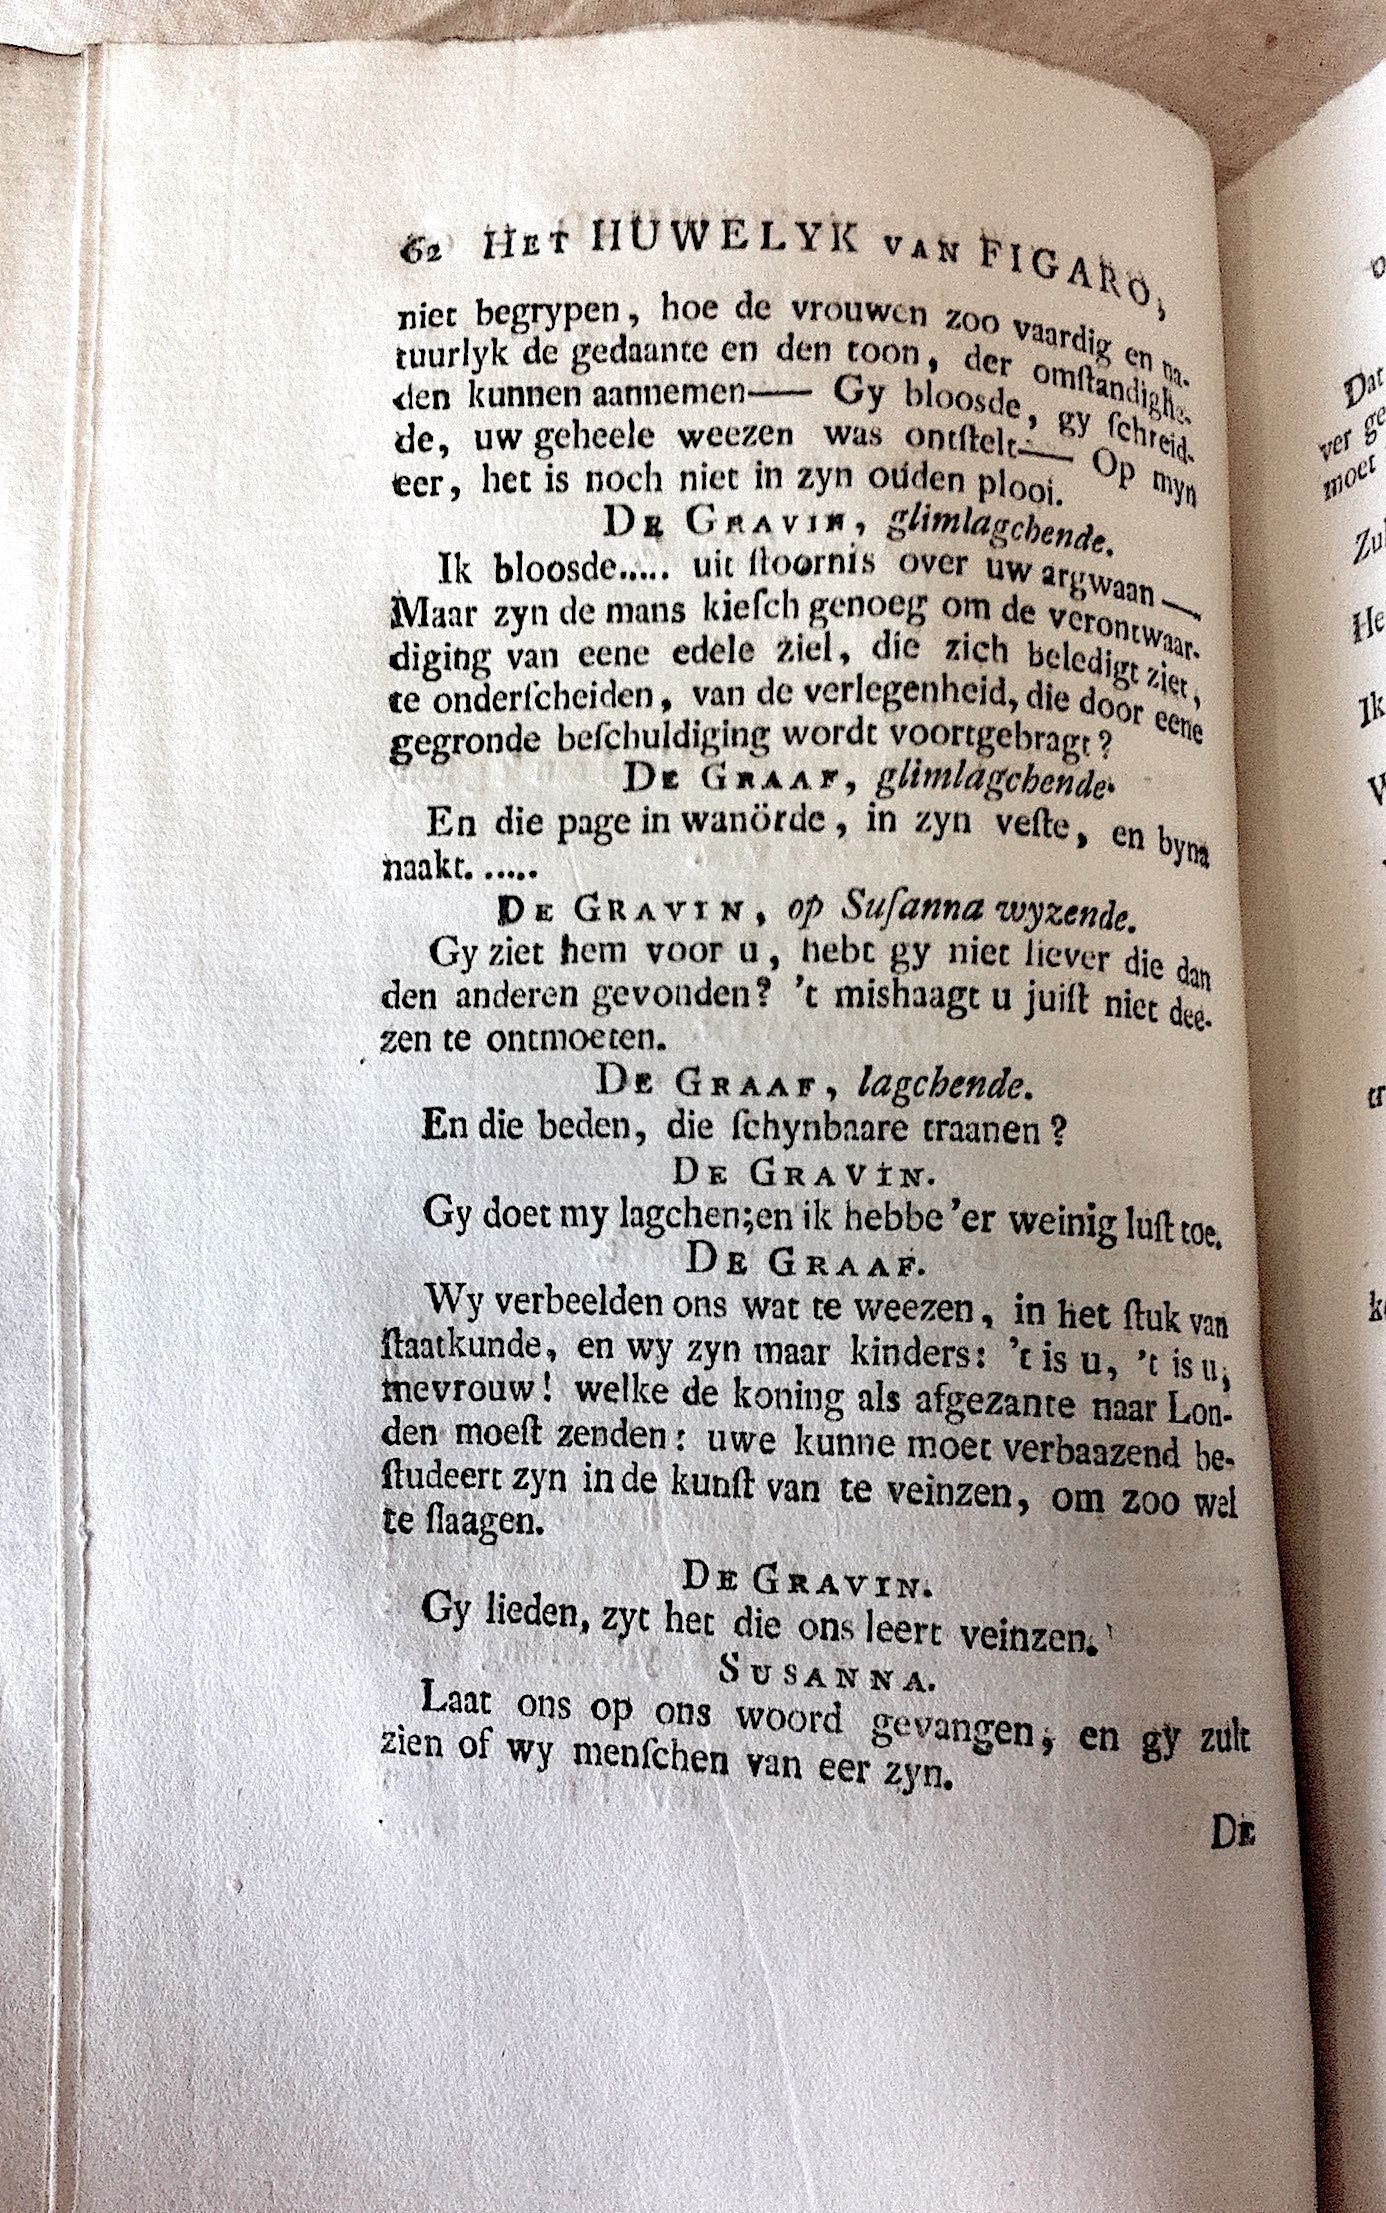 62 HET HUWELYK VAN FIGARO,
niet begrypen, hoe de vrouwen zoo vaardig en na-
tuurlyk de gedaante en den toon, der omſtandighe-
den kunnen aannemen—— Gy bloosde, gy ſchreid-
de, uw geheele weezen was ontſtelt—— Op myn
eer, het is noch niet in zyn ouden plooi.
DE GRAVIN, glimlagchende.
Ik bloosde..... uit ſtoornis over uw argwaan——
Maar zyn de mans kieſch genoeg om de verontwaar-
diging van eene edele ziel, die zich beledigt ziet,
te onderſcheiden, van de verlegenheid, die door eene
gegronde beſchuldiging wordt voortgebragt?
DE GRAAF, glimlagchende.
En die page in wanörde, in zyn veſte, en byna
naakt......
DE GRAVIN, op Suſanna wyzende.
Gy ziet hem voor u, hebt gy niet liever die dan
den anderen gevonden? 't mishaagt u juiſt niet dee-
zen te ontmoeten.
DE GRAAF, lagchende.
En die beden, die ſchynbaare traanen?
DE GRAVIN.
Gy doet my lagchen; en ik hebbe 'er weinig luſt toe.
DE GRAAF.
Wy verbeelden ons wat te weezen, in het ſtuk van
ſtaatkunde, en wy zyn maar kinders: 't is u, 't is u,
mevrouw! welke de koning als afgezante naar Lon-
den moeſt zenden: uwe kunne moet verbaazend be-
ſtudeert zyn in de kunſt van te veinzen, om zoo wel
te ſlaagen.
DE GRAVIN.
Gy lieden, zyt het die ons leert veinzen.
SUSANNA.
Laat ons op ons woord gevangen, en gy zult
zien of wy menſchen van eer zyn.
DE
Dat
ver ge
moet
Ik